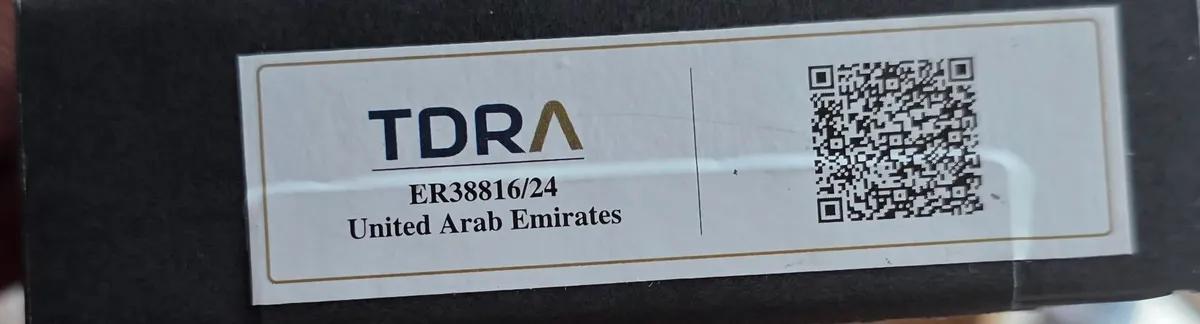 TDRA
ER38816/24
United Arab Emirates